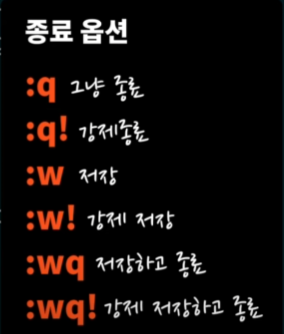 종료 옵션
:q 그냥 종료
:q! 강제종료
:w 저장
:w! 강제 저장
:wq 저장하고 종료
:wq! 강제 저장하고 종료